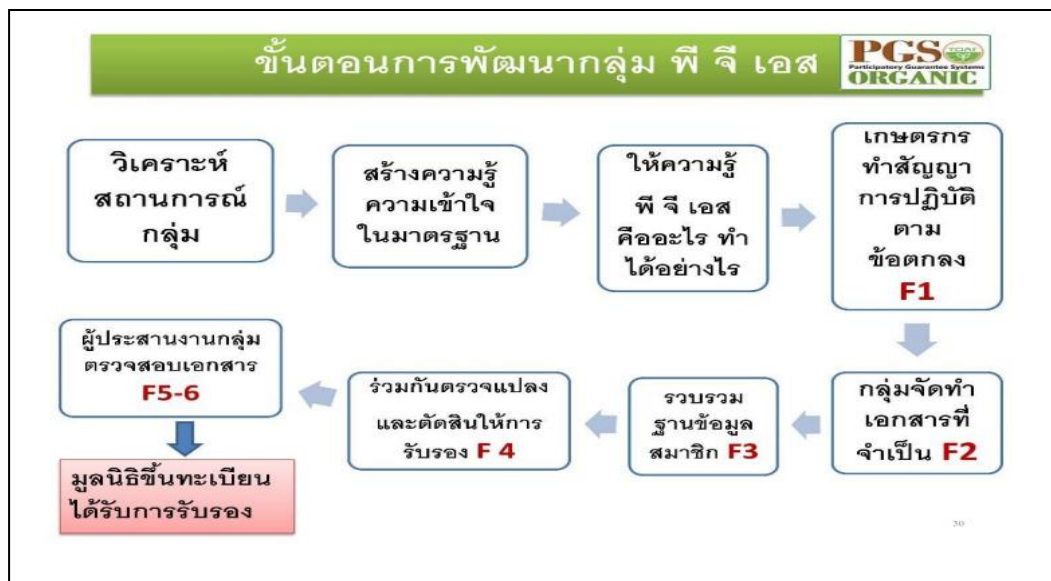 ขั้นตอนการพัฒนากลุ่ม พี จี เอส
PGS
TOAF
Participatory Guarantee Systems
ORGANIC
วิเคราะห์
สถานการณ์
กลุ่ม
สร้างความรู้
ความเข้าใจ
ในมาตรฐาน
ให้ความรู้
พี จี เอส
คืออะไร ทำ
ได้อย่างไร
เกษตรกร
ทำสัญญา
การปฏิบัติ
ตาม
ข้อตกลง
F1
กลุ่มจัดทำ
เอกสารที่
จำเป็น F2
รวบรวม
ฐานข้อมูล
สมาชิก F3
ร่วมกันตรวจแปลง
และตัดสินให้การ
รับรอง F 4
ผู้ประสานงานกลุ่ม
ตรวจสอบเอกสาร
F5-6
มูลนิธิขึ้นทะเบียน
ได้รับการรับรอง
30